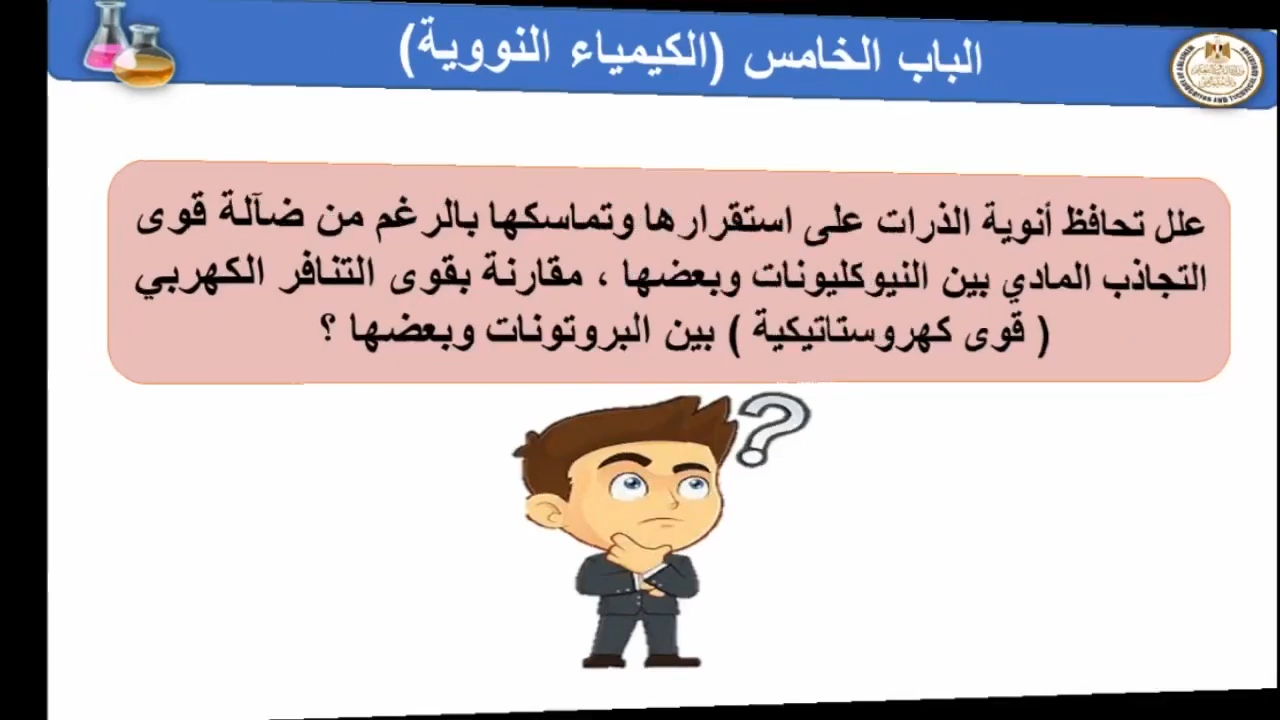 الباب الخامس (الكيمياء النووية)
علل تحافظ أنوية الذرات على استقرارها وتماسكها بالرغم من ضآلة قوى
التجاذب المادي بين النيوكليونات وبعضها ، مقارنة بقوى التنافر الكهربي
( قوى كهروستاتيكية ) بين البروتونات وبعضها ؟